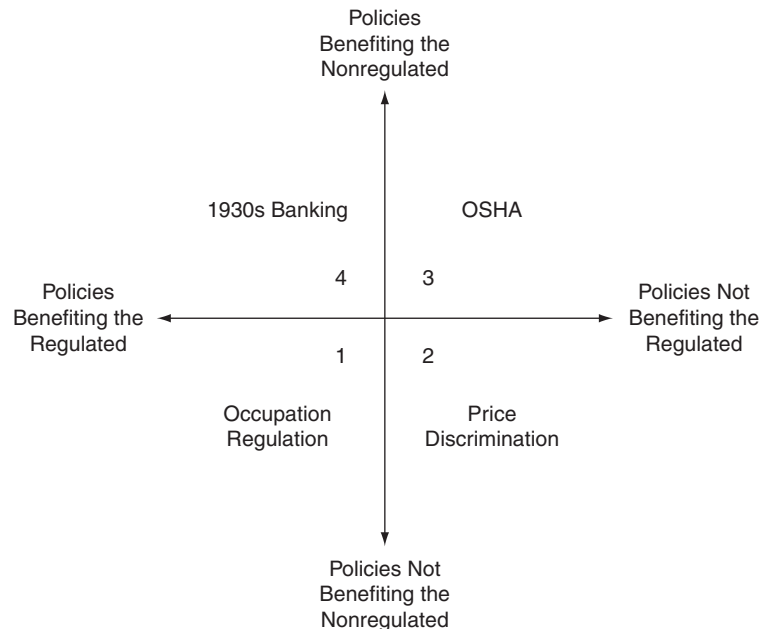 Policies
Benefiting the
Nonregulated
1930s Banking
OSHA
4
3
Policies
Benefiting the
Regulated
Policies Not
Benefiting the
Regulated
1
2
Occupation
Regulation
Price
Discrimination
Policies Not
Benefiting the
Nonregulated